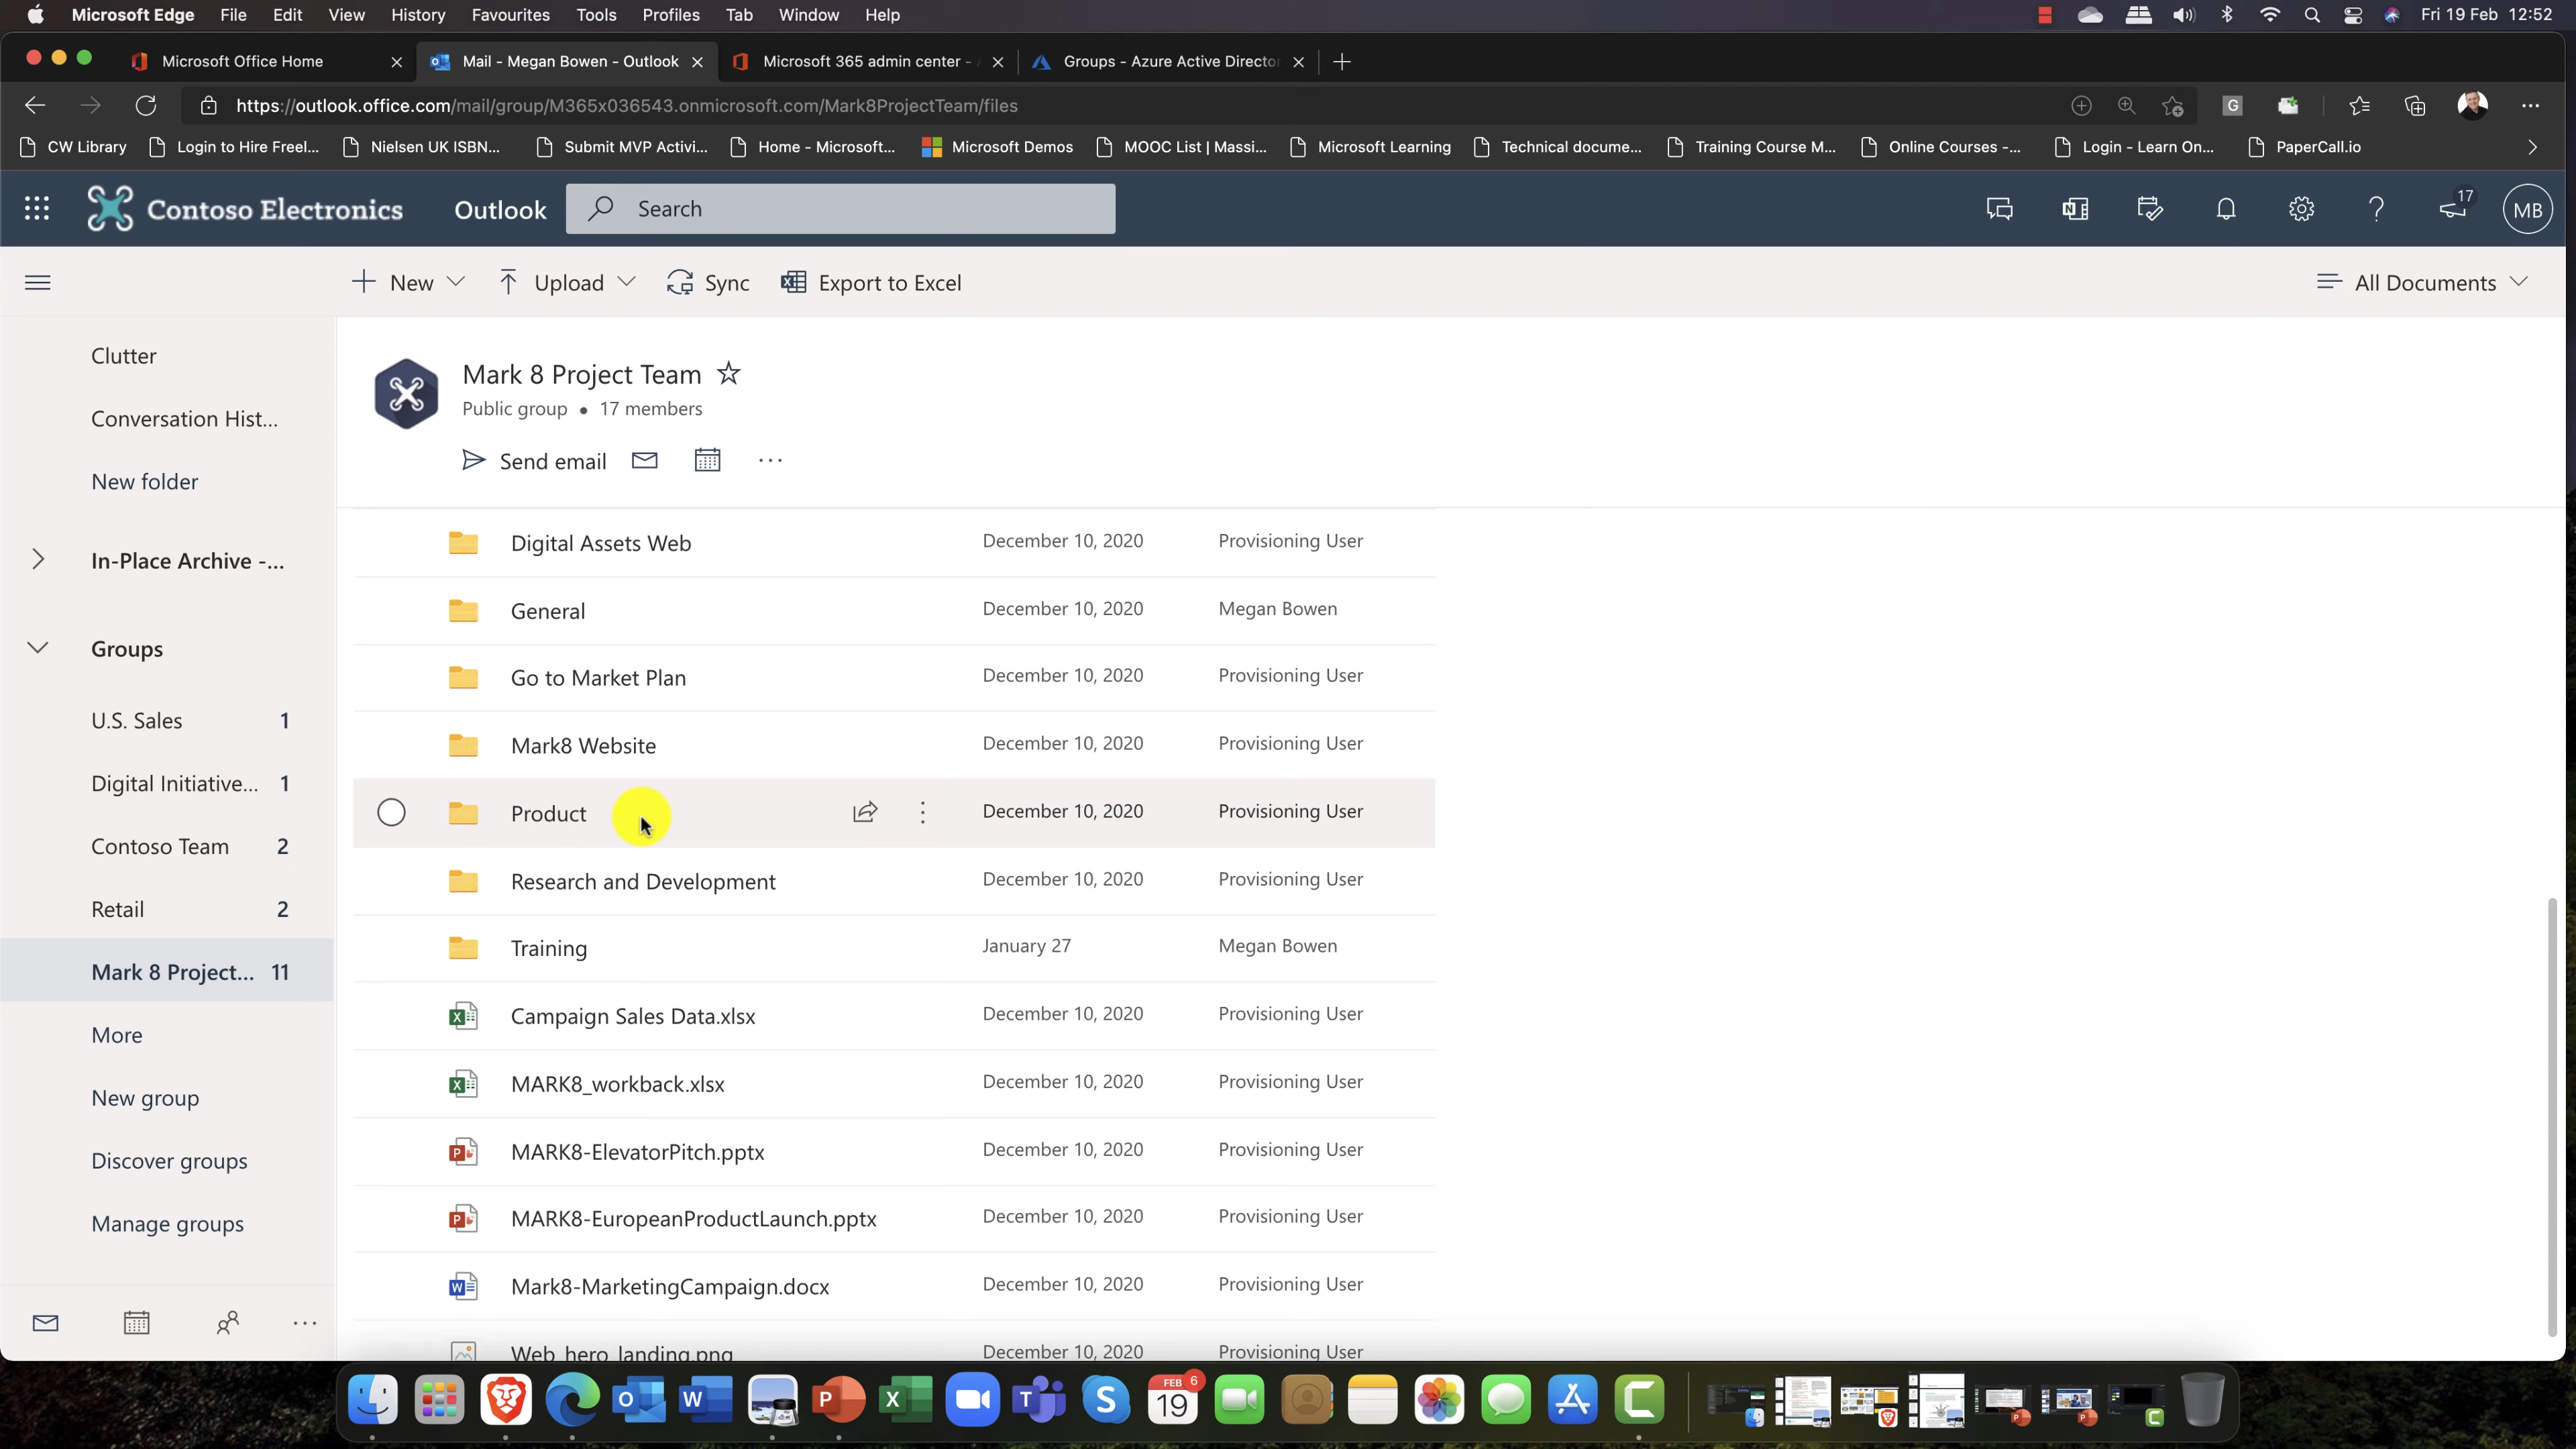 Microsoft Edge File Edit View History Favourites Tools Profiles Tab Window Help Fri 19 Feb 12:52
Microsoft Office Home Mail - Megan Bowen - Outlook Microsoft 365 admin center - Groups - Azure Active Director
https://outlook.office.com/mail/group/M365x036543.onmicrosoft.com/Mark8ProjectTeam/files
CW Library Login to Hire Freel... Nielsen UK ISBN... Submit MVP Activi... Home - Microsoft... Microsoft Demos MOOC List | Massi... Microsoft Learning Technical docume... Training Course M... Online Courses -... Login - Learn On... PaperCall.io
Contoso Electronics Outlook Search 17 MB
New Upload Sync Export to Excel All Documents
Clutter
Conversation Hist...
New folder
In-Place Archive -...
Groups
U.S. Sales 1
Digital Initiative... 1
Contoso Team 2
Retail 2
Mark 8 Project... 11
More
New group
Discover groups
Manage groups
Mark 8 Project Team
Public group • 17 members
Send email
Digital Assets Web December 10, 2020 Provisioning User
General December 10, 2020 Megan Bowen
Go to Market Plan December 10, 2020 Provisioning User
Mark8 Website December 10, 2020 Provisioning User
Product December 10, 2020 Provisioning User
Research and Development December 10, 2020 Provisioning User
Training January 27 Megan Bowen
Campaign Sales Data.xlsx December 10, 2020 Provisioning User
MARK8_workback.xlsx December 10, 2020 Provisioning User
MARK8-ElevatorPitch.pptx December 10, 2020 Provisioning User
MARK8-EuropeanProductLaunch.pptx December 10, 2020 Provisioning User
Mark8-MarketingCampaign.docx December 10, 2020 Provisioning User
Web_hero_landing.png December 10, 2020 Provisioning User
FEB 6
19